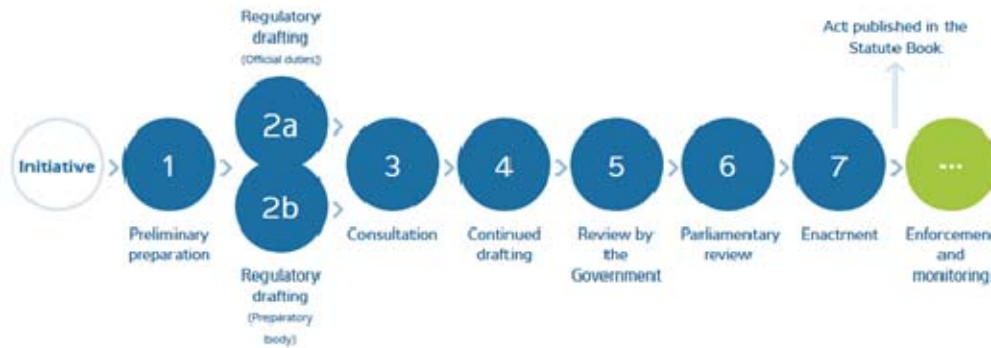 Regulatory
drafting
(Official duties)
Act published in the
Statute Book
Initiative
1
2a
2b
3
4
5
6
7
...
Preliminary
preparation
Regulatory
drafting
(Preparatory
body)
Consultation
Continued
drafting
Review by
the
Government
Parliamentary
review
Enactment
Enforcement
and
monitoring